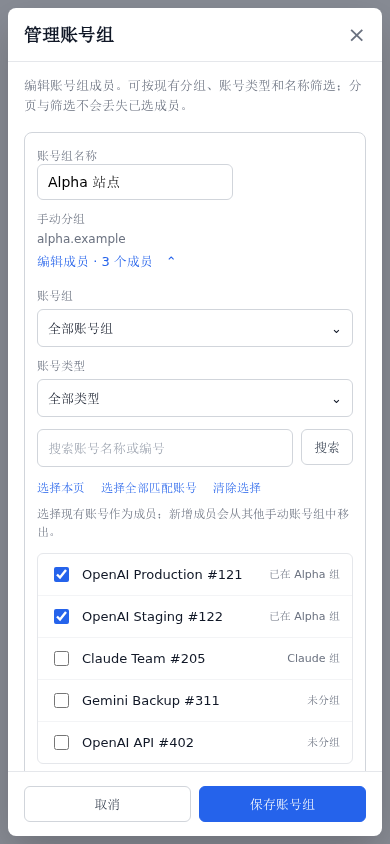 管理账号组
编辑账号组成员。可按现有分组、账号类型和名称筛选；分
页与筛选不会丢失已选成员。
账号组名称
Alpha 站点
手动分组
alpha.example
编辑成员 · 3 个成员
账号组
全部账号组
账号类型
全部类型
搜索账号名称或编号
搜索
选择本页 选择全部匹配账号 清除选择
选择现有账号作为成员；新增成员会从其他手动账号组中移
出。
OpenAI Production #121 已在 Alpha 组
OpenAI Staging #122 已在 Alpha 组
Claude Team #205 Claude 组
Gemini Backup #311 未分组
OpenAI API #402 未分组
取消
保存账号组